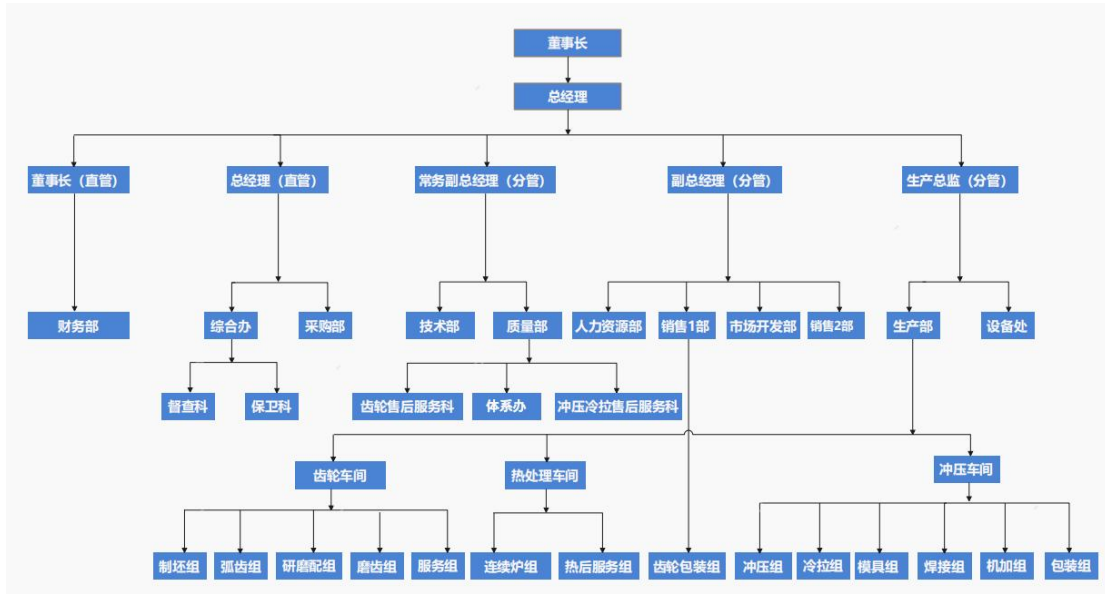 董事长
总经理
董事长（直管）
总经理（直管）
常务副总经理（分管）
副总经理（分管）
生产总监（分管）
财务部
综合办
采购部
技术部
质量部
人力资源部
销售1部
市场开发部
销售2部
生产部
设备处
督查科
保卫科
齿轮售后服务科
体系办
冲压冷拉售后服务科
齿轮车间
热处理车间
冲压车间
制坯组
弧齿组
研磨配组
磨齿组
服务组
连续炉组
热后服务组
齿轮包装组
冲压组
冷拉组
模具组
焊接组
机加组
包装组